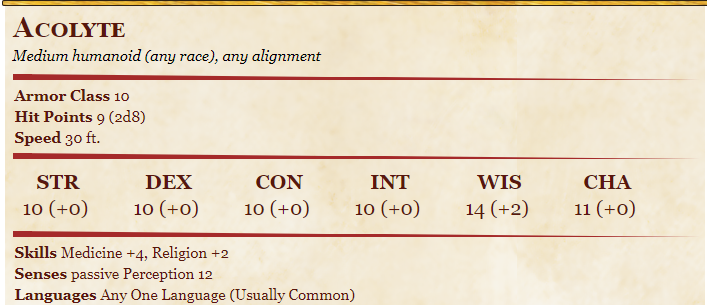 Acolyte
Medium humanoid (any race), any alignment
Armor Class 10
Hit Points 9 (2d8)
Speed 30 ft.
STR DEX CON INT WIS CHA
10 (+0) 10 (+0) 10 (+0) 10 (+0) 14 (+2) 11 (+0)
Skills Medicine +4, Religion +2
Senses passive Perception 12
Languages Any One Language (Usually Common)